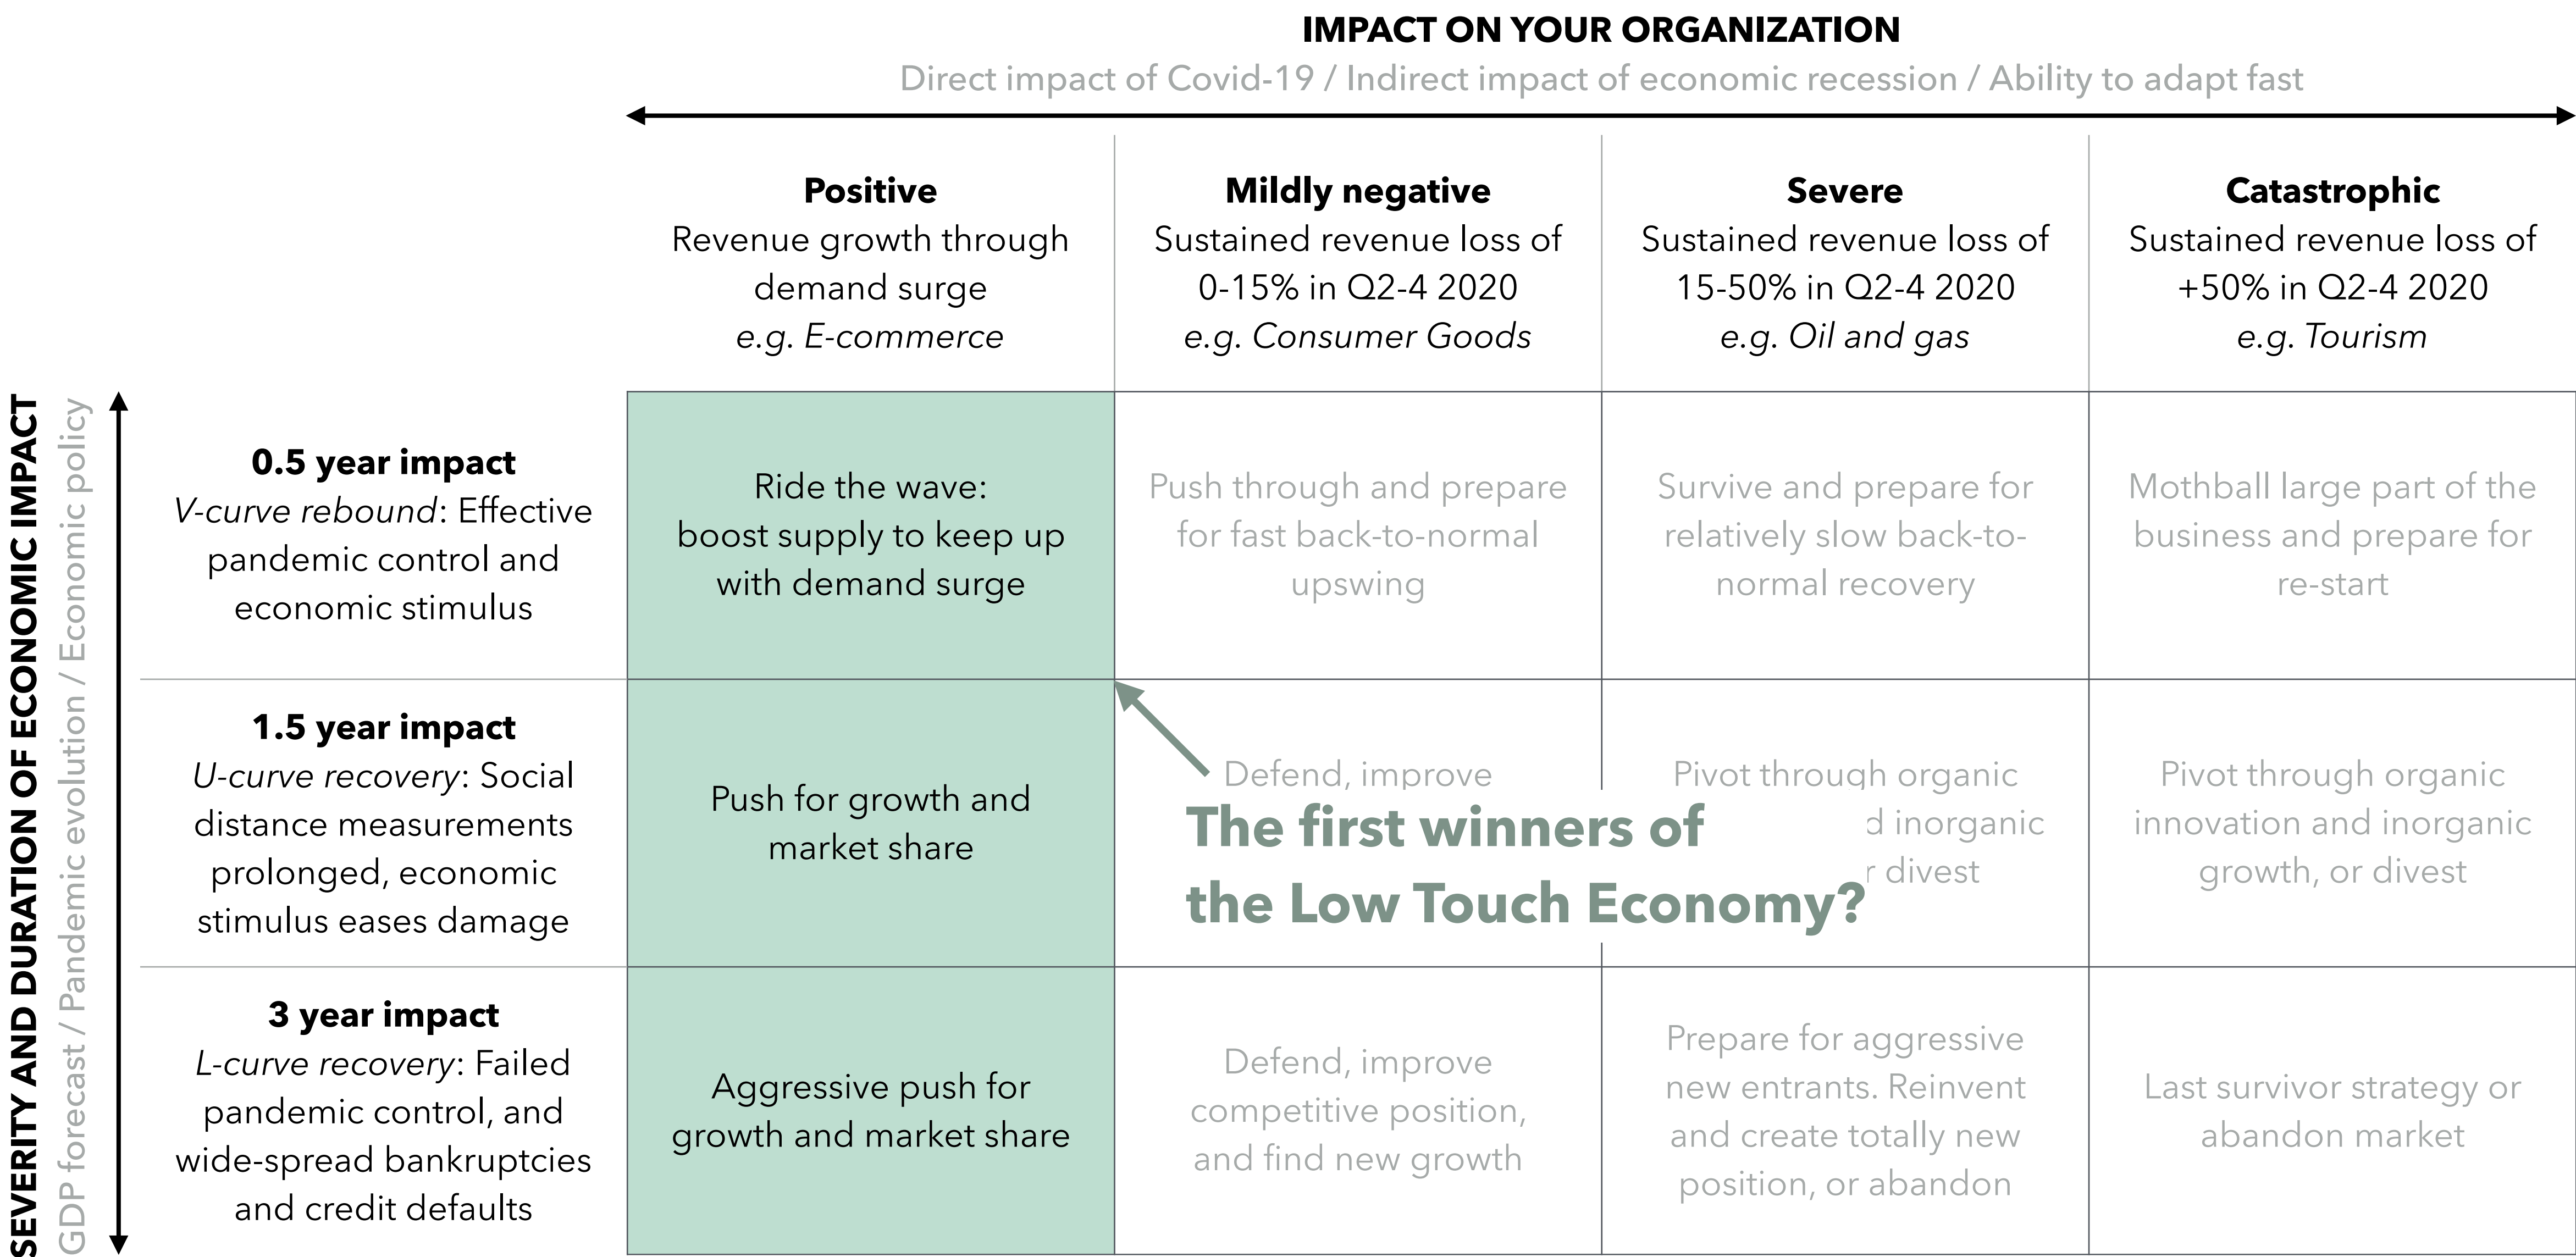 IMPACT ON YOUR ORGANIZATION
Direct impact of Covid-19 / Indirect impact of economic recession / Ability to adapt fast
Positive
Revenue growth through
demand surge
e.g. E-commerce
Mildly negative
Sustained revenue loss of
0-15% in Q2-4 2020
e.g. Consumer Goods
Severe
Sustained revenue loss of
15-50% in Q2-4 2020
e.g. Oil and gas
Catastrophic
Sustained revenue loss of
+50% in Q2-4 2020
e.g. Tourism
SEVERITY AND DURATION OF ECONOMIC IMPACT
GDP forecast / Pandemic evolution / Economic policy
0.5 year impact
V-curve rebound: Effective
pandemic control and
economic stimulus
Ride the wave:
boost supply to keep up
with demand surge
Push through and prepare
for fast back-to-normal
upswing
Survive and prepare for
relatively slow back-to-
normal recovery
Mothball large part of the
business and prepare for
re-start
1.5 year impact
U-curve recovery: Social
distance measurements
prolonged, economic
stimulus eases damage
Push for growth and
market share
Defend, improve
The first winners of
the Low Touch Economy?
Pivot through organic
inorganic
divest
Pivot through organic
innovation and inorganic
growth, or divest
3 year impact
L-curve recovery: Failed
pandemic control, and
wide-spread bankruptcies
and credit defaults
Aggressive push for
growth and market share
Defend, improve
competitive position,
and find new growth
Prepare for aggressive
new entrants. Reinvent
and create totally new
position, or abandon
Last survivor strategy or
abandon market